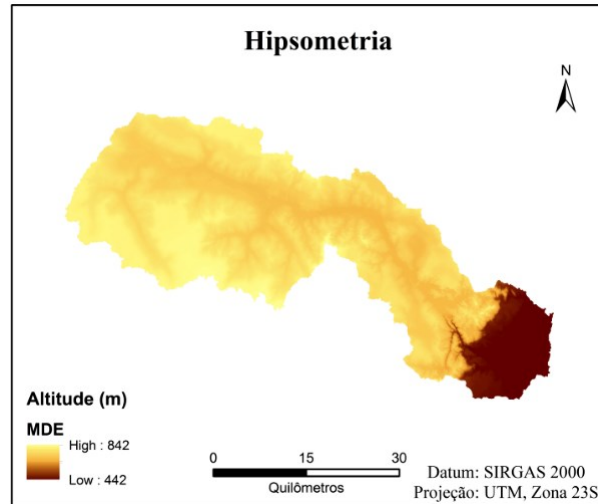 Hipsometria
N
Altitude (m)
MDE
High : 842
Low : 442
0 15 30
Quilômetros
Datum: SIRGAS 2000
Projeção: UTM, Zona 23S